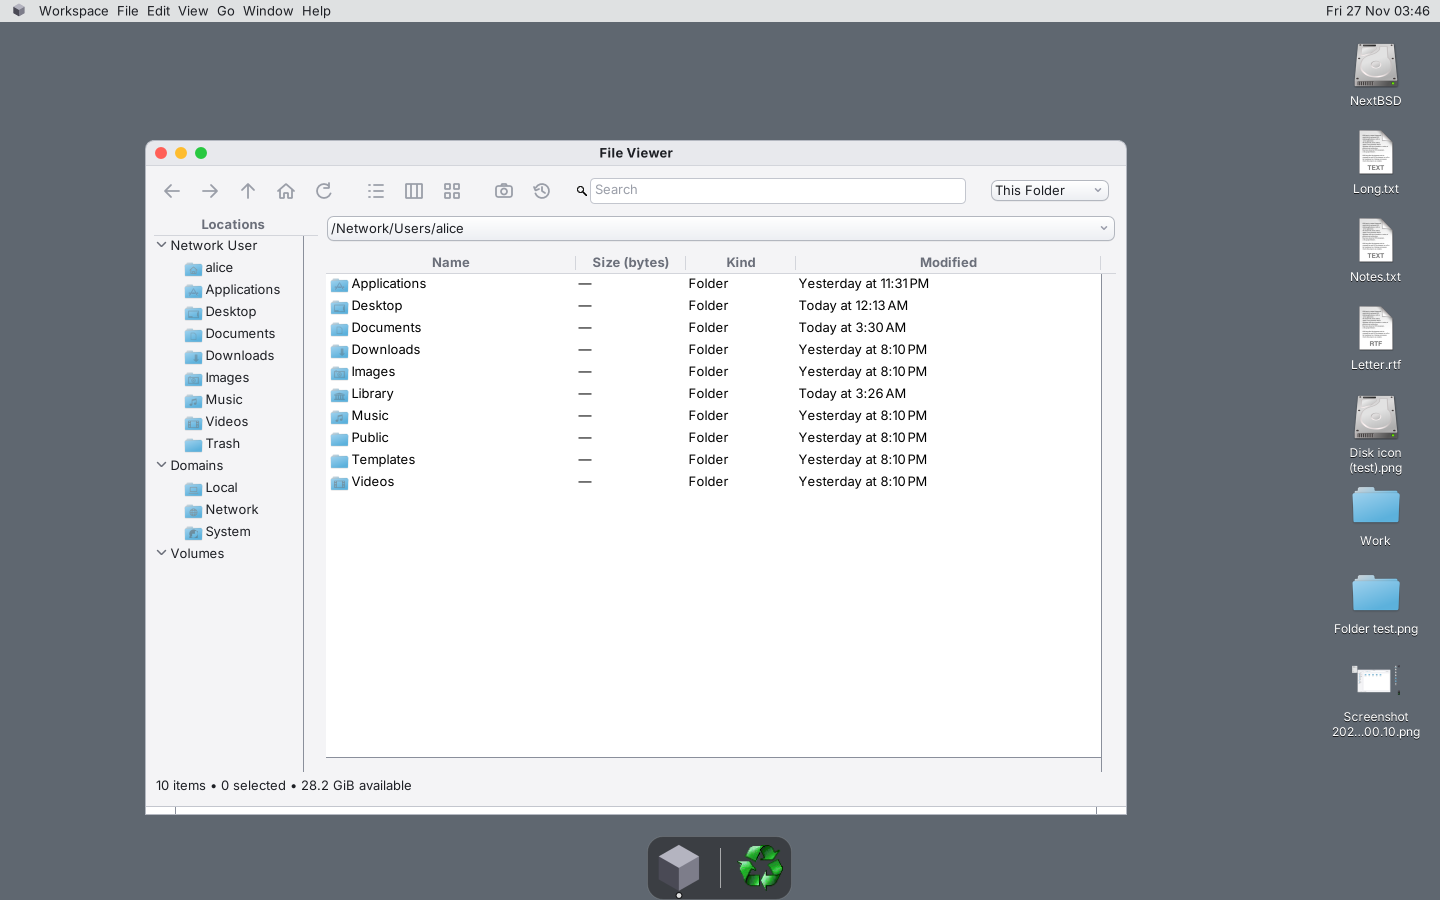 Workspace File Edit View Go Window Help
Fri 27 Nov 03:46
NextBSD
TEXT
Long.txt
TEXT
Notes.txt
RTF
Letter.rtf
Disk icon
(test).png
Work
Folder test.png
Screenshot
202...00.10.png
File Viewer
Search
This Folder
Locations
/Network/Users/alice
Network User
alice
Applications
Desktop
Documents
Downloads
Images
Music
Videos
Trash
Domains
Local
Network
System
Volumes
Name Size (bytes) Kind Modified
Applications — Folder Yesterday at 11:31 PM
Desktop — Folder Today at 12:13 AM
Documents — Folder Today at 3:30 AM
Downloads — Folder Yesterday at 8:10 PM
Images — Folder Yesterday at 8:10 PM
Library — Folder Today at 3:26 AM
Music — Folder Yesterday at 8:10 PM
Public — Folder Yesterday at 8:10 PM
Templates — Folder Yesterday at 8:10 PM
Videos — Folder Yesterday at 8:10 PM
10 items • 0 selected • 28.2 GiB available